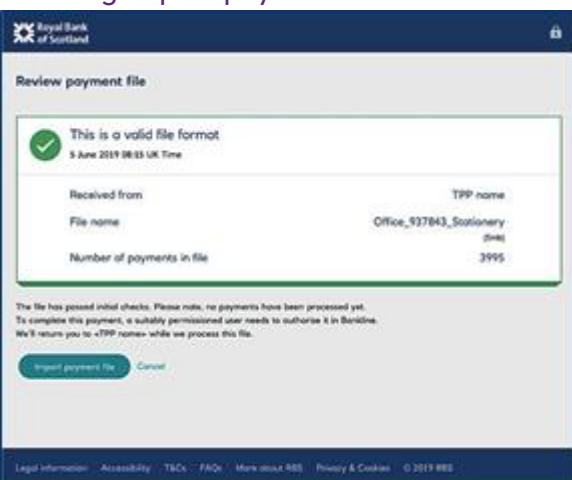 Royal Bank
of Scotland
Review payment file
This is a valid file format
5 June 2019 08:15 UK Time
Received from TPP name
File name Office_937843_Stationery
(5MB)
Number of payments in file 3995
The file has passed initial checks. Please note, no payments have been processed yet.
To complete this payment, a suitably permissioned user needs to authorise it in Bankline.
We'll return you to <TPP name> while we process this file.
Import payment file Cancel
Legal information Accessibility T&Cs FAQs More about RBS Privacy & Cookies © 2019 RBS